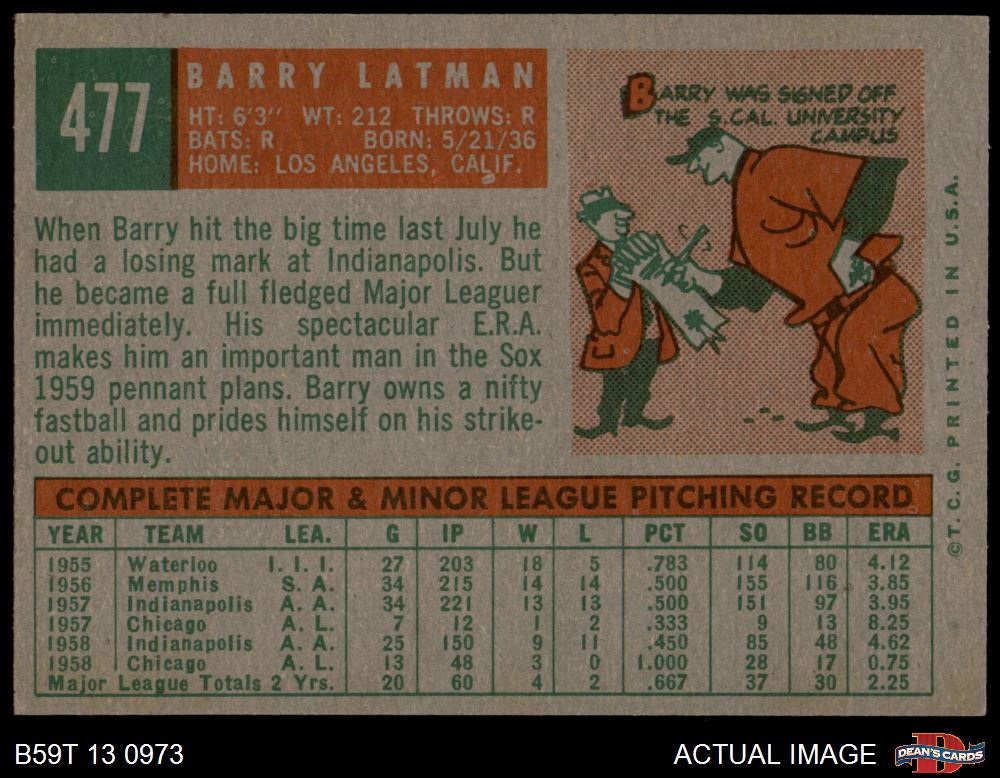 477
BARRY LATMAN
HT: 6'3" WT: 212 THROWS: R
BATS: R BORN: 5/21/36
HOME: LOS ANGELES, CALIF.
BARRY WAS SIGNED OFF
THE S. CAL. UNIVERSITY
CAMPUS
When Barry hit the big time last July he
had a losing mark at Indianapolis. But
he became a full fledged Major Leaguer
immediately. His spectacular E.R.A.
makes him an important man in the Sox
1959 pennant plans. Barry owns a nifty
fastball and prides himself on his strike-
out ability.
©T.C.G. PRINTED IN U.S.A.
COMPLETE MAJOR & MINOR LEAGUE PITCHING RECORD
YEAR TEAM LEA. G IP W L PCT SO BB ERA
1955 Waterloo I. I. I. 27 203 18 5 .783 114 80 4.12
1956 Memphis S. A. 34 215 14 14 .500 155 116 3.85
1957 Indianapolis A. A. 34 221 13 13 .500 151 97 3.95
1957 Chicago A. L. 7 12 1 2 .333 9 13 8.25
1958 Indianapolis A. A. 25 150 9 11 .450 85 48 4.62
1958 Chicago A. L. 13 48 3 0 1.000 28 17 0.75
Major League Totals 2 Yrs. 20 60 4 2 .667 37 30 2.25
B59T 13 0973
ACTUAL IMAGE
DEAN'S CARDS